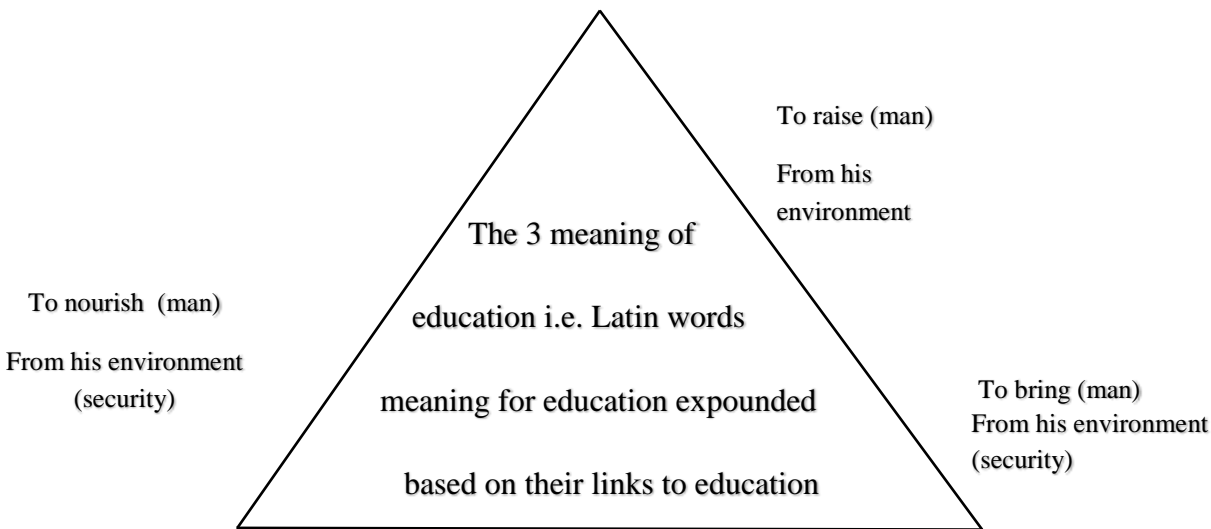 To raise (man)
From his
environment
The 3 meaning of
education i.e. Latin words
meaning for education expounded
based on their links to education
To nourish (man)
From his environment
(security)
To bring (man)
From his environment
(security)